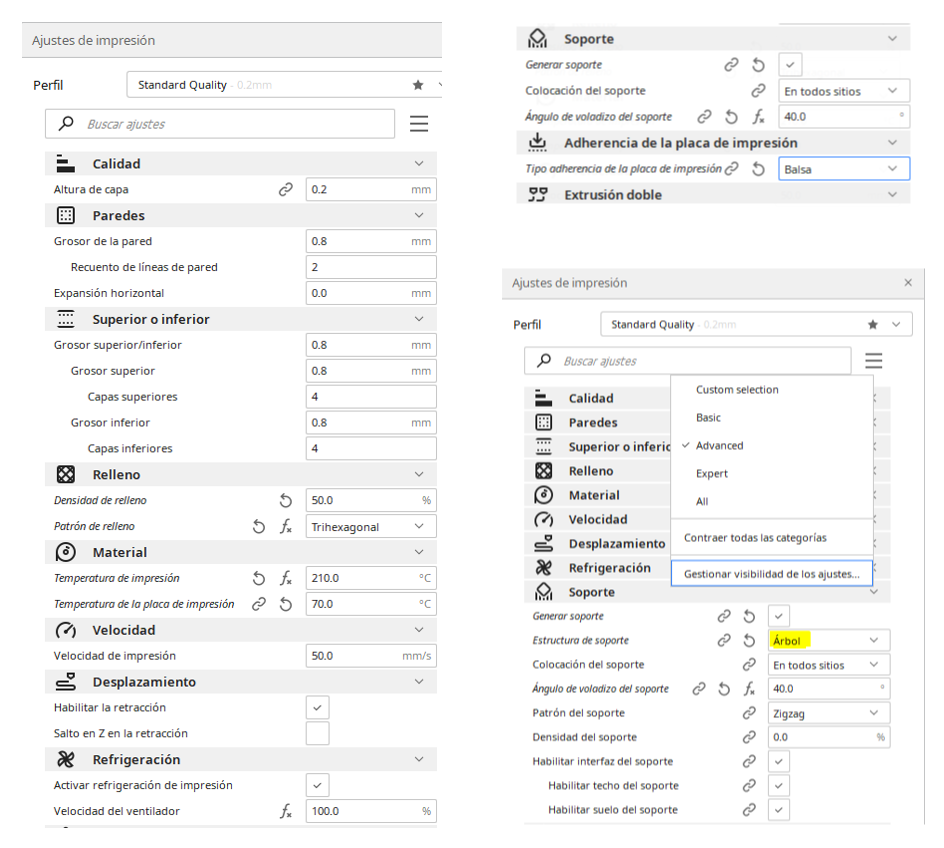 Ajustes de impresión
Perfil
Standard Quality - 0.2mm
Buscar ajustes
Calidad
Altura de capa 0.2 mm
Paredes
Grosor de la pared 0.8 mm
Recuento de líneas de pared 2
Expansión horizontal 0.0 mm
Superior o inferior
Grosor superior/inferior 0.8 mm
Grosor superior 0.8 mm
Capas superiores 4
Grosor inferior 0.8 mm
Capas inferiores 4
Relleno
Densidad de relleno 50.0 %
Patrón de relleno fx Trihexagonal
Material
Temperatura de impresión fx 210.0 °C
Temperatura de la placa de impresión 70.0 °C
Velocidad
Velocidad de impresión 50.0 mm/s
Desplazamiento
Habilitar la retracción
Salto en Z en la retracción
Refrigeración
Activar refrigeración de impresión
Velocidad del ventilador fx 100.0 %
Soporte
Generar soporte
Colocación del soporte En todos sitios
Ángulo de voladizo del soporte fx 40.0 °
Adherencia de la placa de impresión
Tipo adherencia de la placa de impresión Balsa
Extrusión doble
Ajustes de impresión
Perfil
Standard Quality - 0.2mm
Buscar ajustes
Custom selection
Basic
Advanced
Expert
All
Contraer todas las categorías
Gestionar visibilidad de los ajustes...
Calidad
Paredes
Superior o inferio
Relleno
Material
Velocidad
Desplazamiento
Refrigeración
Soporte
Generar soporte
Estructura de soporte Árbol
Colocación del soporte En todos sitios
Ángulo de voladizo del soporte fx 40.0 °
Patrón del soporte Zigzag
Densidad del soporte 0.0 %
Habilitar interfaz del soporte
Habilitar techo del soporte
Habilitar suelo del soporte